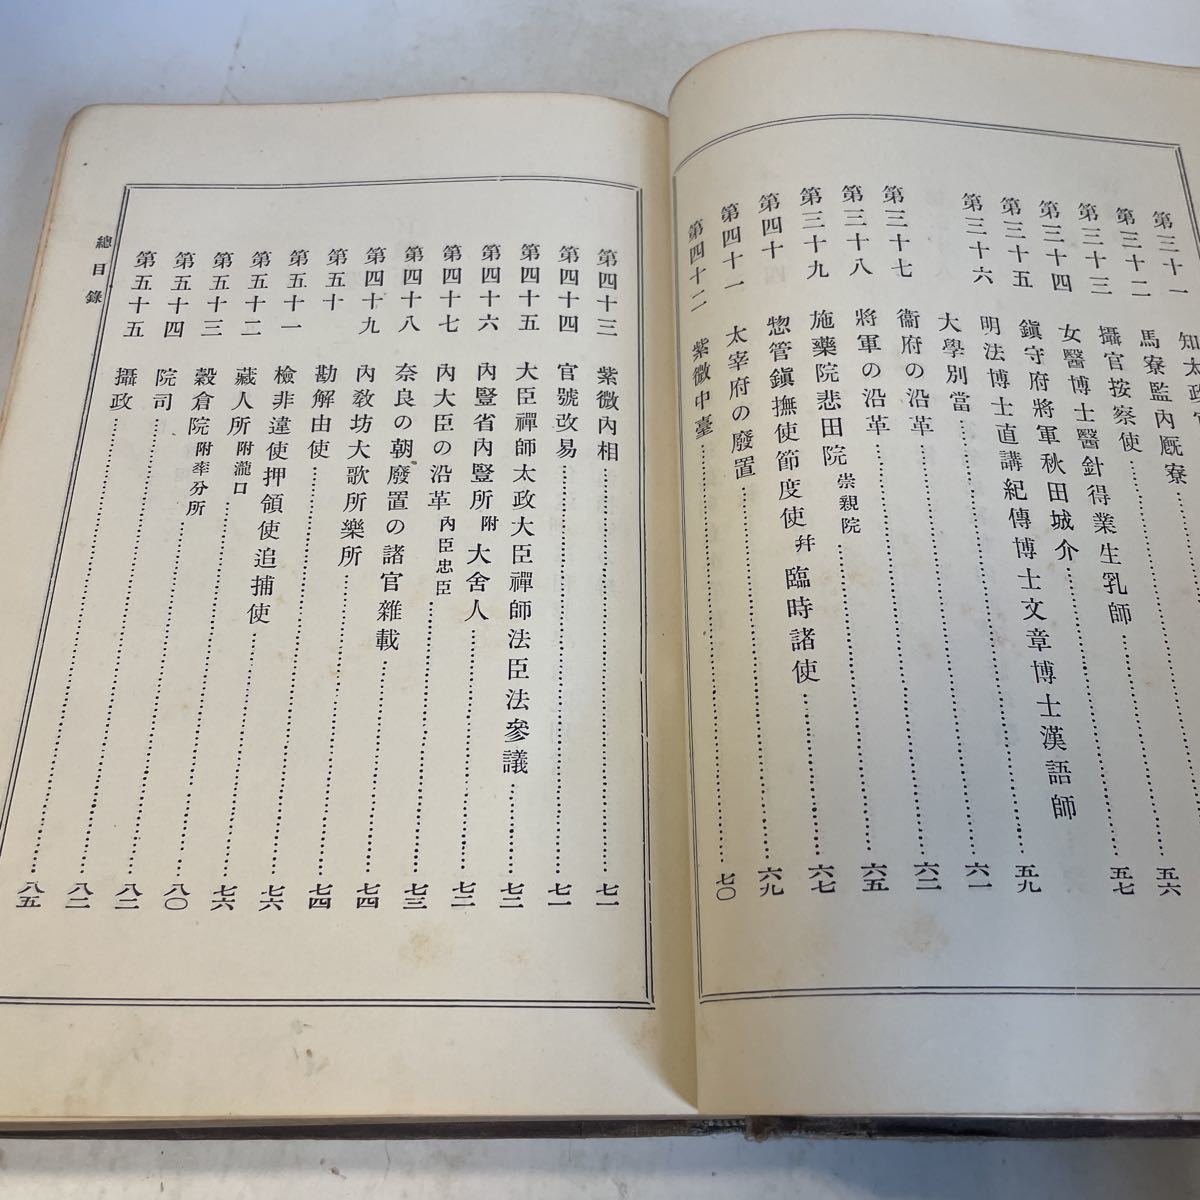 第三十一 知太政官
第三十二 馬寮監內厩寮
第三十三 攝官按察使
第三十四 女醫博士醫針得業生乳師 五六
第三十五 鎭守府將軍秋田城介 五七
第三十六 明法博士直講紀傳博士文章博士漢語師
大學別當 五九
第三十七 衞府の沿革 六一
第三十八 將軍の沿革 六二
第三十九 施藥院悲田院崇親院 六五
第四十 惣管鎭撫使節度使幷臨時諸使 六七
第四十一 太宰府の廢置 六九
第四十二 紫微中臺 七〇
第四十三 紫微內相 七一
第四十四 官號改易 七一
第四十五 大臣禪師太政大臣禪師法臣法參議 七二
第四十六 內豎省內豎所附大舍人 七二
第四十七 內大臣の沿革內臣忠臣 七三
第四十八 奈良の朝廢置の諸官雜載 七四
第四十九 內敎坊大歌所樂所 七四
第五十 勘解由使 七六
第五十一 檢非違使押領使追捕使 七六
第五十二 藏人所附瀧口 八〇
第五十三 穀倉院附率分所 八二
第五十四 院司 八二
第五十五 攝政 八五
總目錄